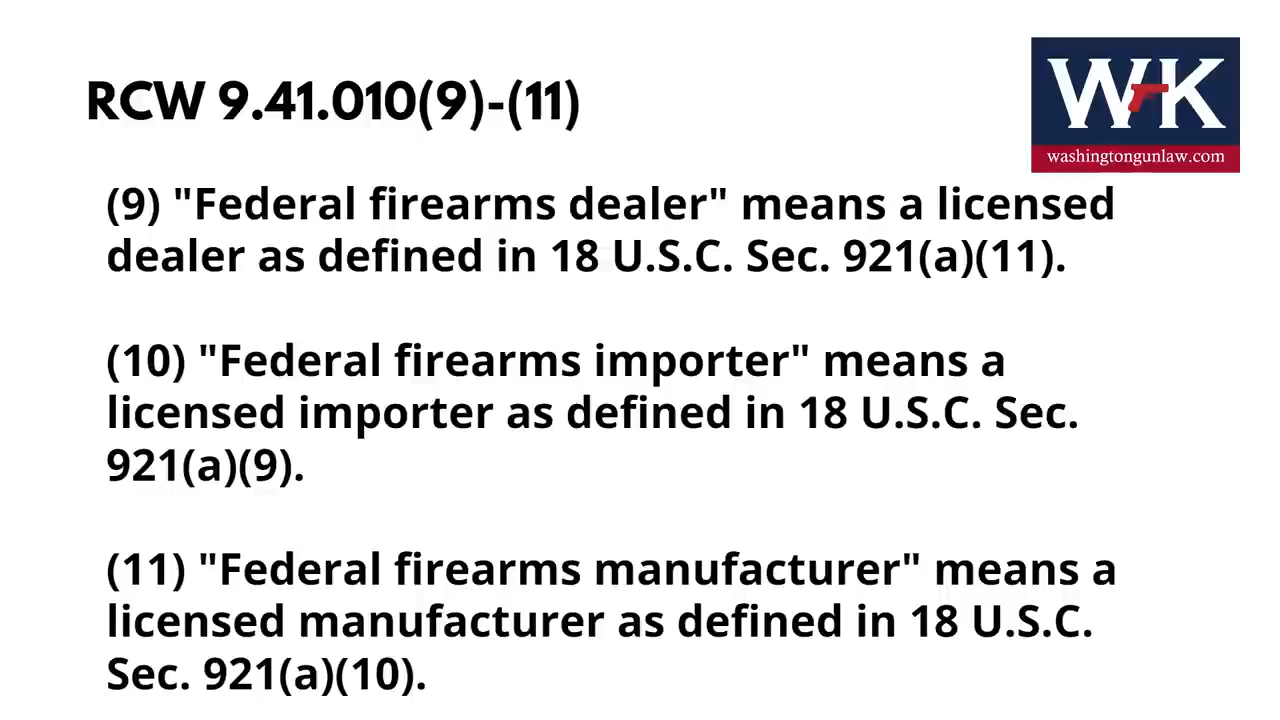 RCW 9.41.010(9)-(11)
WK
washingtongunlaw.com
(9) "Federal firearms dealer" means a licensed
dealer as defined in 18 U.S.C. Sec. 921(a)(11).
(10) "Federal firearms importer" means a
licensed importer as defined in 18 U.S.C. Sec.
921(a)(9).
(11) "Federal firearms manufacturer" means a
licensed manufacturer as defined in 18 U.S.C.
Sec. 921(a)(10).